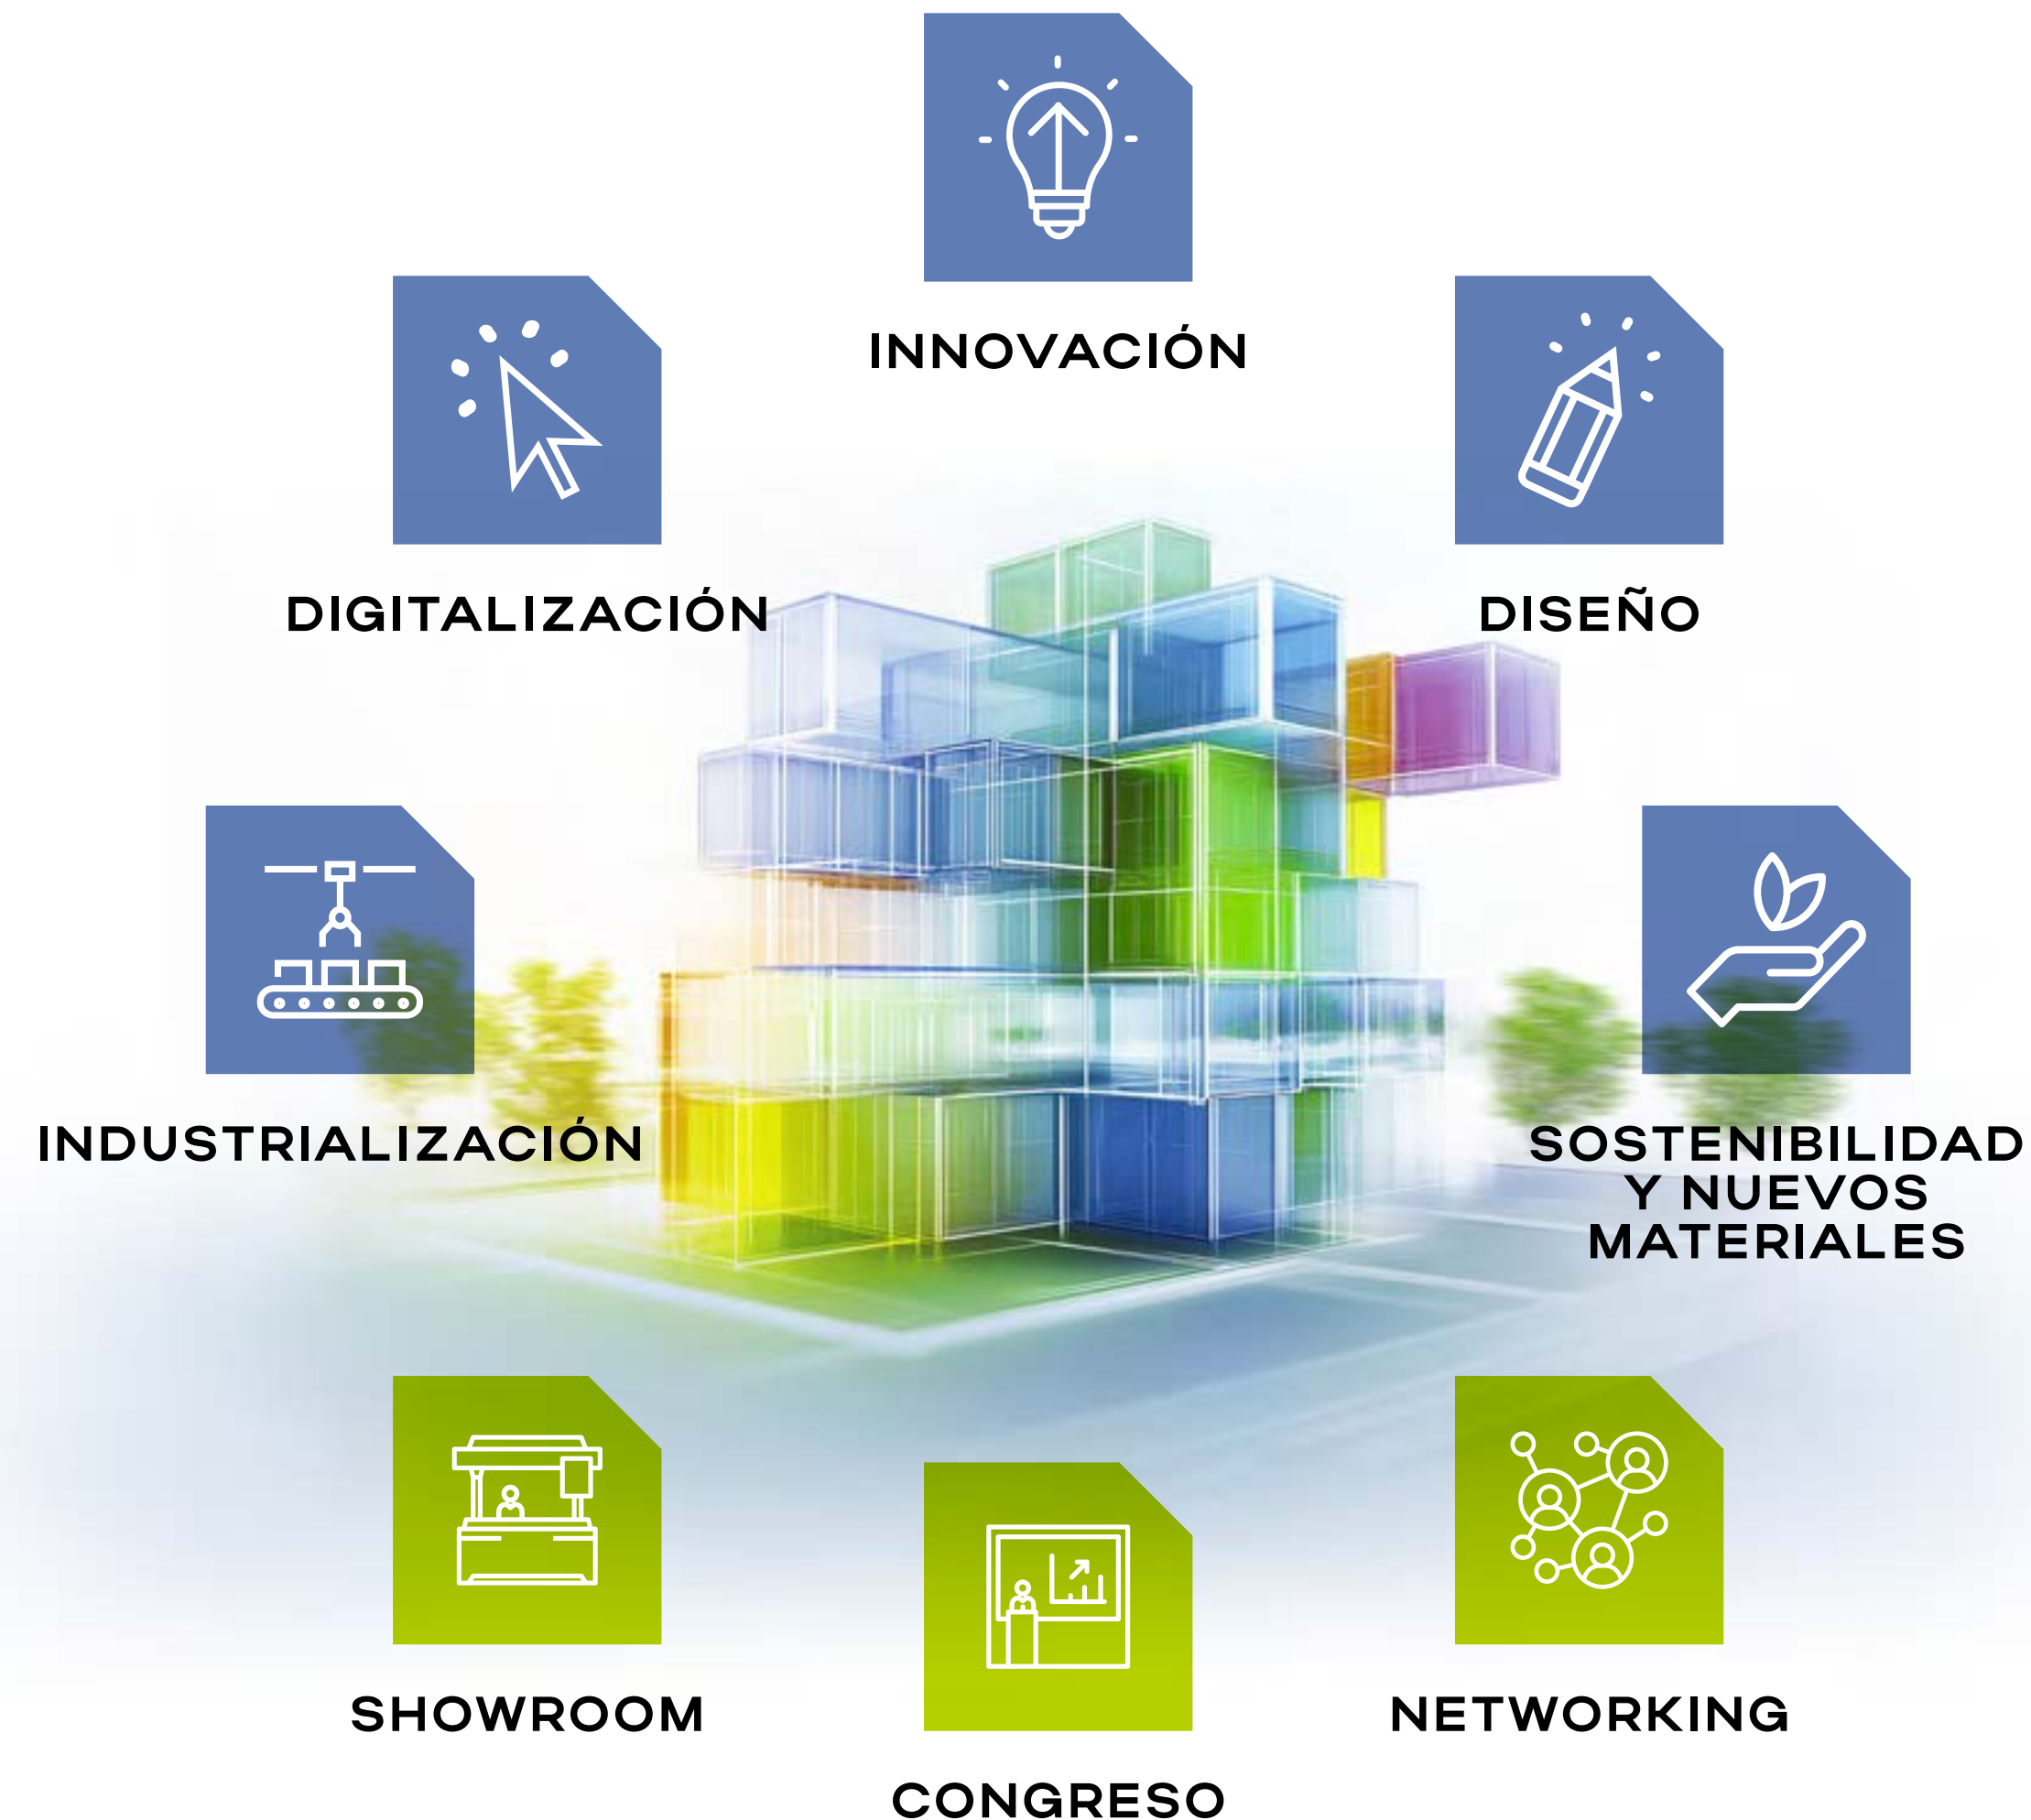 INNOVACIÓN
DIGITALIZACIÓN
DISEÑO
INDUSTRIALIZACIÓN
SOSTENIBILIDAD
Y NUEVOS
MATERIALES
SHOWROOM
NETWORKING
CONGRESO